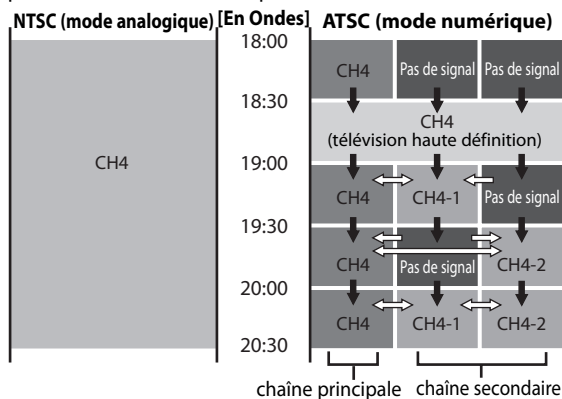 NTSC (mode analogique) [En Ondes] ATSC (mode numérique)
18:00
CH4 Pas de signal Pas de signal
18:30
CH4
(télévision haute définition)
CH4
19:00
CH4 CH4-1 Pas de signal
19:30
CH4 Pas de signal CH4-2
20:00
CH4 CH4-1 CH4-2
20:30
chaîne principale chaîne secondaire